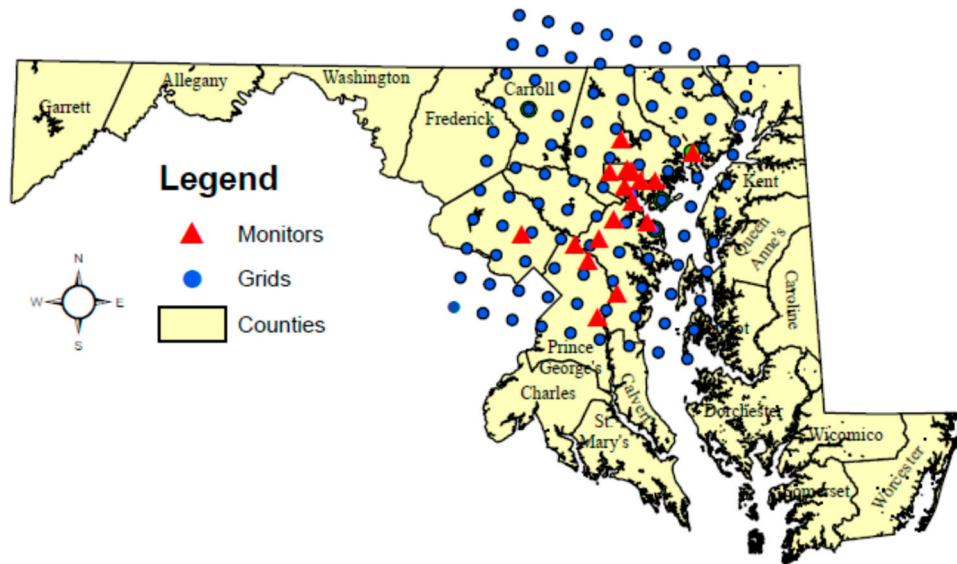 Garrett
Allegany
Washington
Frederick
Carroll
Kent
Queen
Anne's
Caroline
Legend
Monitors
Grids
Counties
N
W
E
S
Prince
George's
Charles
Calvert
St.
Mary's
Dorchester
Wicomico
Somerset
Worcester